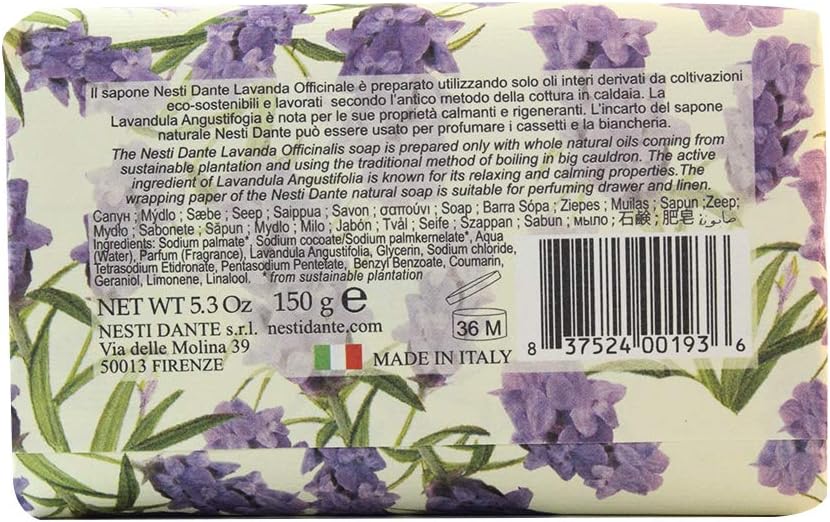 Il sapone Nesti Dante Lavanda Officinale è preparato utilizzando solo oli interi derivati da coltivazioni
eco-sostenibili e lavorati secondo l'antico metodo della cottura in caldaia. La
Lavandula Angustifogia è nota per le sue proprietà calmanti e rigeneranti. L'incarto del sapone
naturale Nesti Dante può essere usato per profumare i cassetti e la biancheria.
The Nesti Dante Lavanda Officinalis soap is prepared only with whole natural oils coming from
sustainable plantation and using the traditional method of boiling in big cauldron. The active
ingredient of Lavandula Angustifolia is known for its relaxing and calming properties.The
wrapping paper of the Nesti Dante natural soap is suitable for perfuming drawer and linen.
Сапун ; Mýdlo ; Sæbe ; Seep ; Saippua ; Savon ; σαπούνι ; Soap ; Barra Sópa ; Ziepes ; Muilas ; Sapun ;Zeep;
Mydło ; Sabonete ; Săpun ; Mydlo ; Milo ; Jabón ; Tvål ; Seife ; Szappan ; Sabun ; мыло ; 石鹸 ; 肥皂 ; صابون
Ingredients: Sodium palmate*, Sodium cocoate/Sodium palmkernelate*, Aqua
(Water), Parfum (Fragrance), Lavandula Angustifolia, Glycerin, Sodium chloride,
Tetrasodium Etidronate, Pentasodium Pentetate, Benzyl Benzoate, Coumarin,
Geraniol, Limonene, Linalool. * from sustainable plantation
NET WT 5.3 Oz 150 g ℮
NESTI DANTE s.r.l. nestidante.com
Via delle Molina 39
50013 FIRENZE
MADE IN ITALY
36 M
8 37524 00193 6